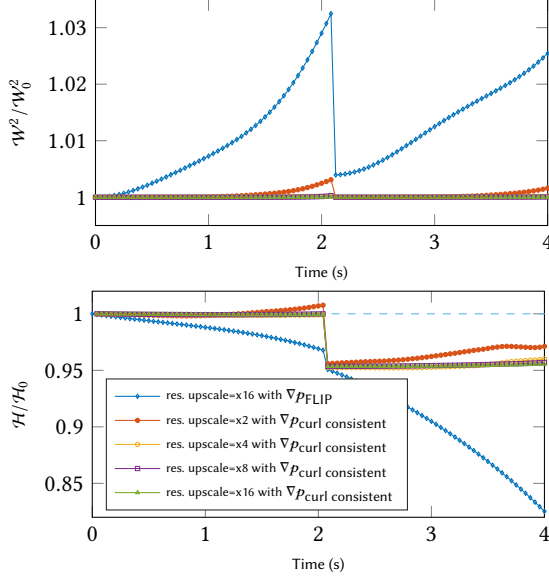 1.03
1.02
1.01
1
𝒲²/𝒲₀²
0 1 2 3 4
Time (s)
1
0.95
0.9
0.85
ℋ/ℋ₀
res. upscale=x16 with ∇p_FLIP
res. upscale=x2 with ∇p_curl consistent
res. upscale=x4 with ∇p_curl consistent
res. upscale=x8 with ∇p_curl consistent
res. upscale=x16 with ∇p_curl consistent
0 1 2 3 4
Time (s)